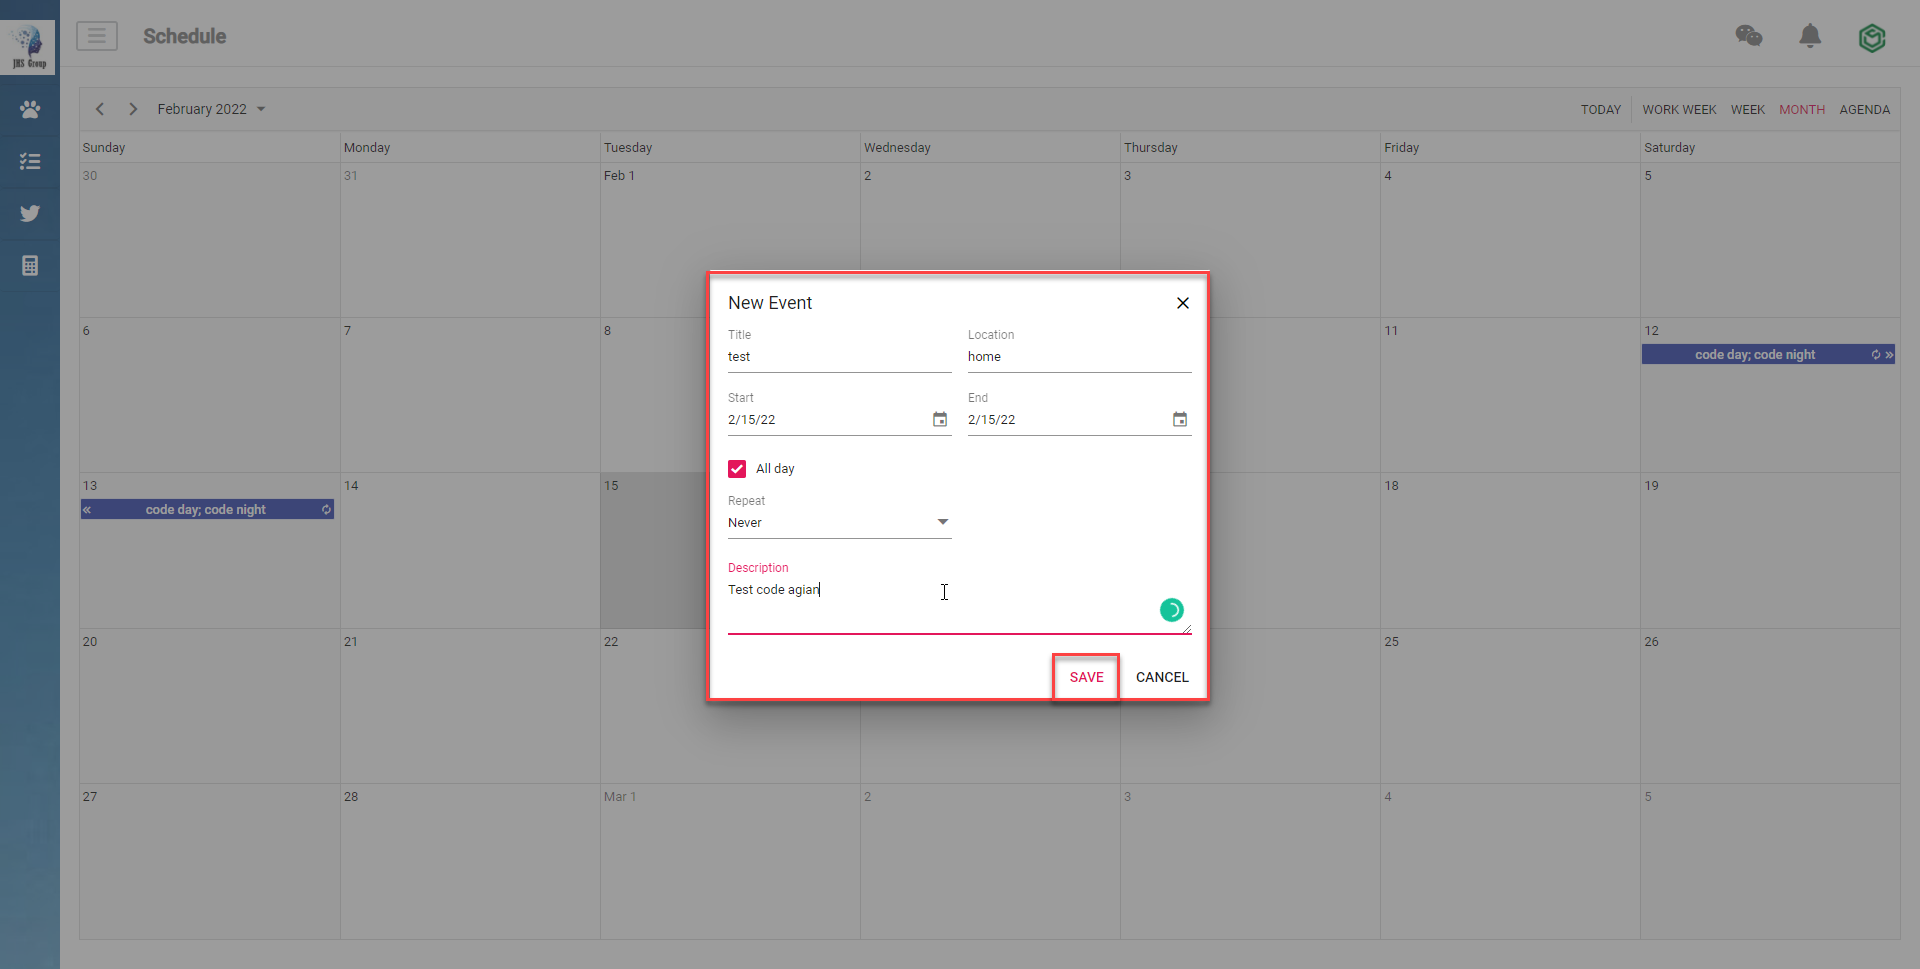 JRS Group
Schedule
February 2022
TODAY WORK WEEK WEEK MONTH AGENDA
Sunday Monday Tuesday Wednesday Thursday Friday Saturday
30 31 Feb 1 2 3 4 5
6 7 8 11 12
code day; code night
13 14 15 18 19
code day; code night
20 21 22 25 26
27 28 Mar 1 2 3 4 5
New Event
Title Location
test home
Start End
2/15/22 2/15/22
All day
Repeat
Never
Description
Test code agian
SAVE CANCEL